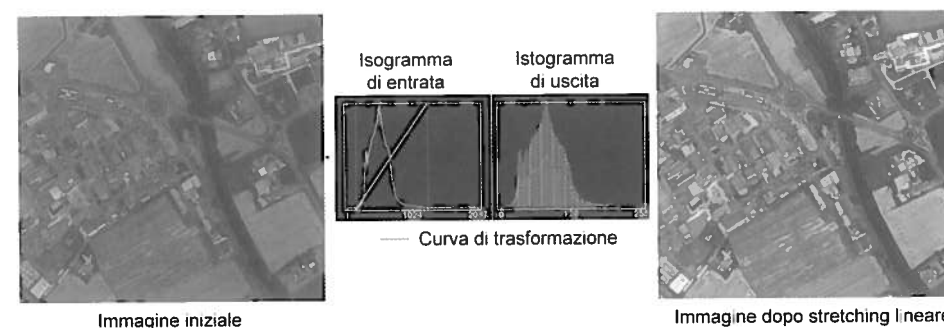 Isogramma
di entrata
Istogramma
di uscita
1024
Curva di trasformazione
Immagine iniziale
Immagine dopo stretching lineare